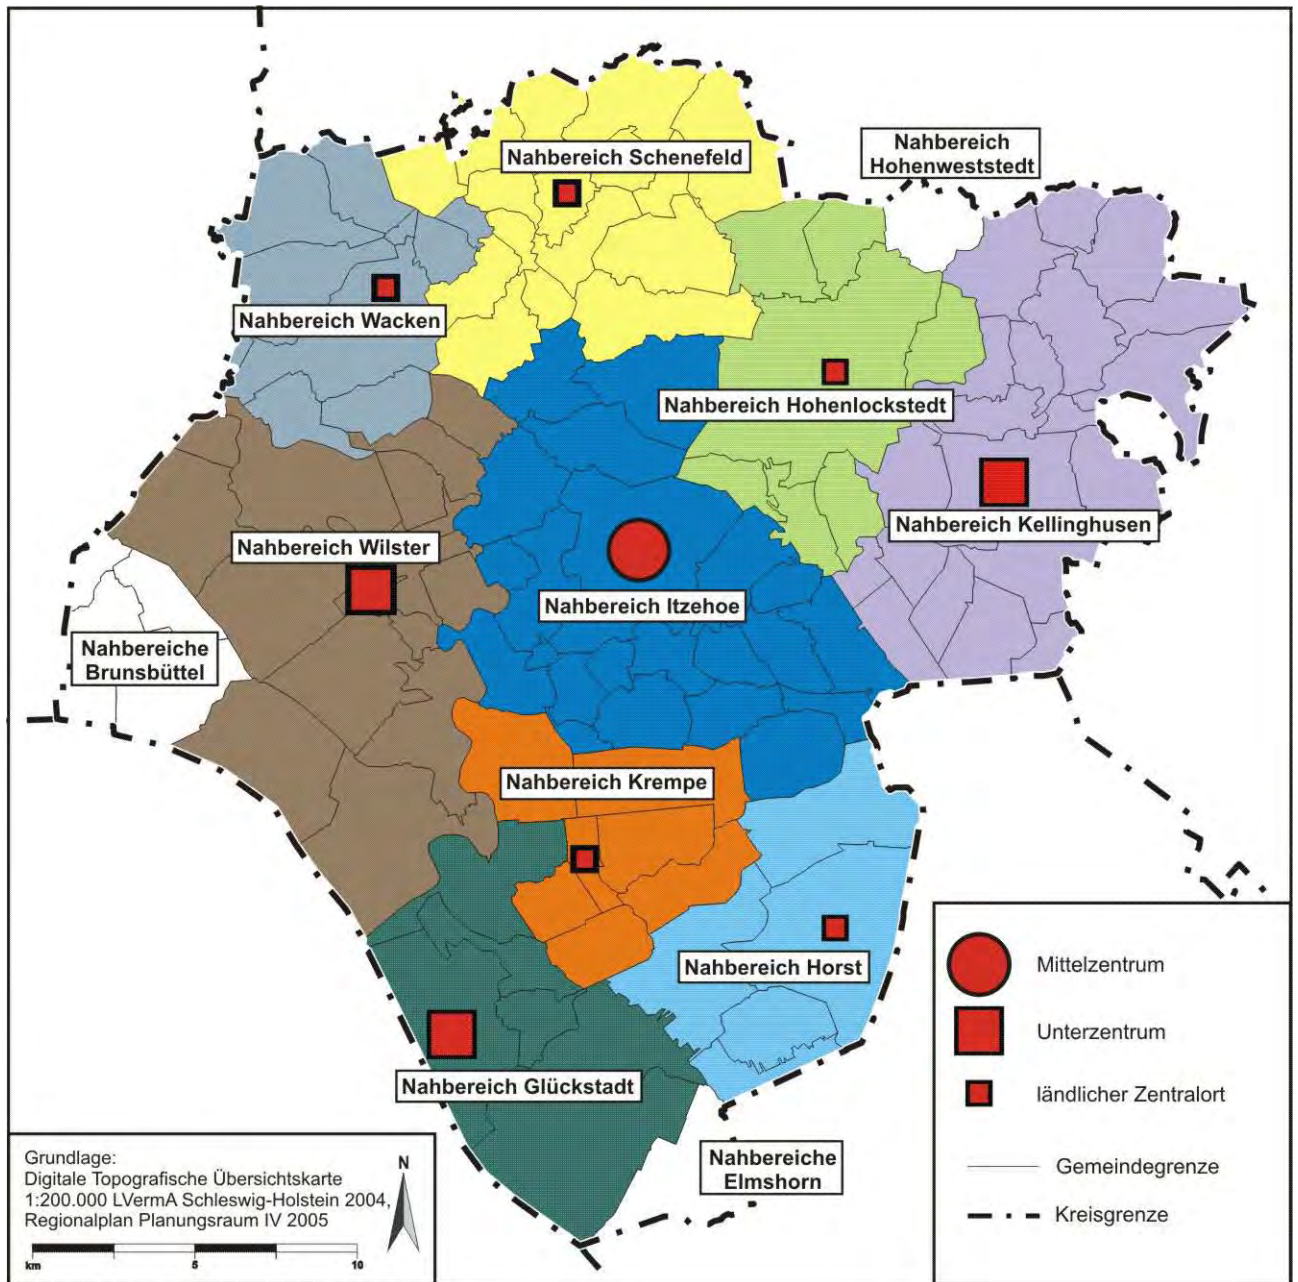 Nahbereich Schenefeld
Nahbereich
Hohenweststedt
Nahbereich Wacken
Nahbereich Hohenlockstedt
Nahbereich Kellinghusen
Nahbereich Wilster
Nahbereich Itzehoe
Nahbereiche
Brunsbüttel
Nahbereich Krempe
Nahbereich Horst
Nahbereich Glückstadt
Nahbereiche
Elmshorn
Mittelzentrum
Unterzentrum
ländlicher Zentralort
Gemeindegrenze
Kreisgrenze
Grundlage:
Digitale Topografische Übersichtskarte
1:200.000 LVermA Schleswig-Holstein 2004,
Regionalplan Planungsraum IV 2005
N
km 5 10